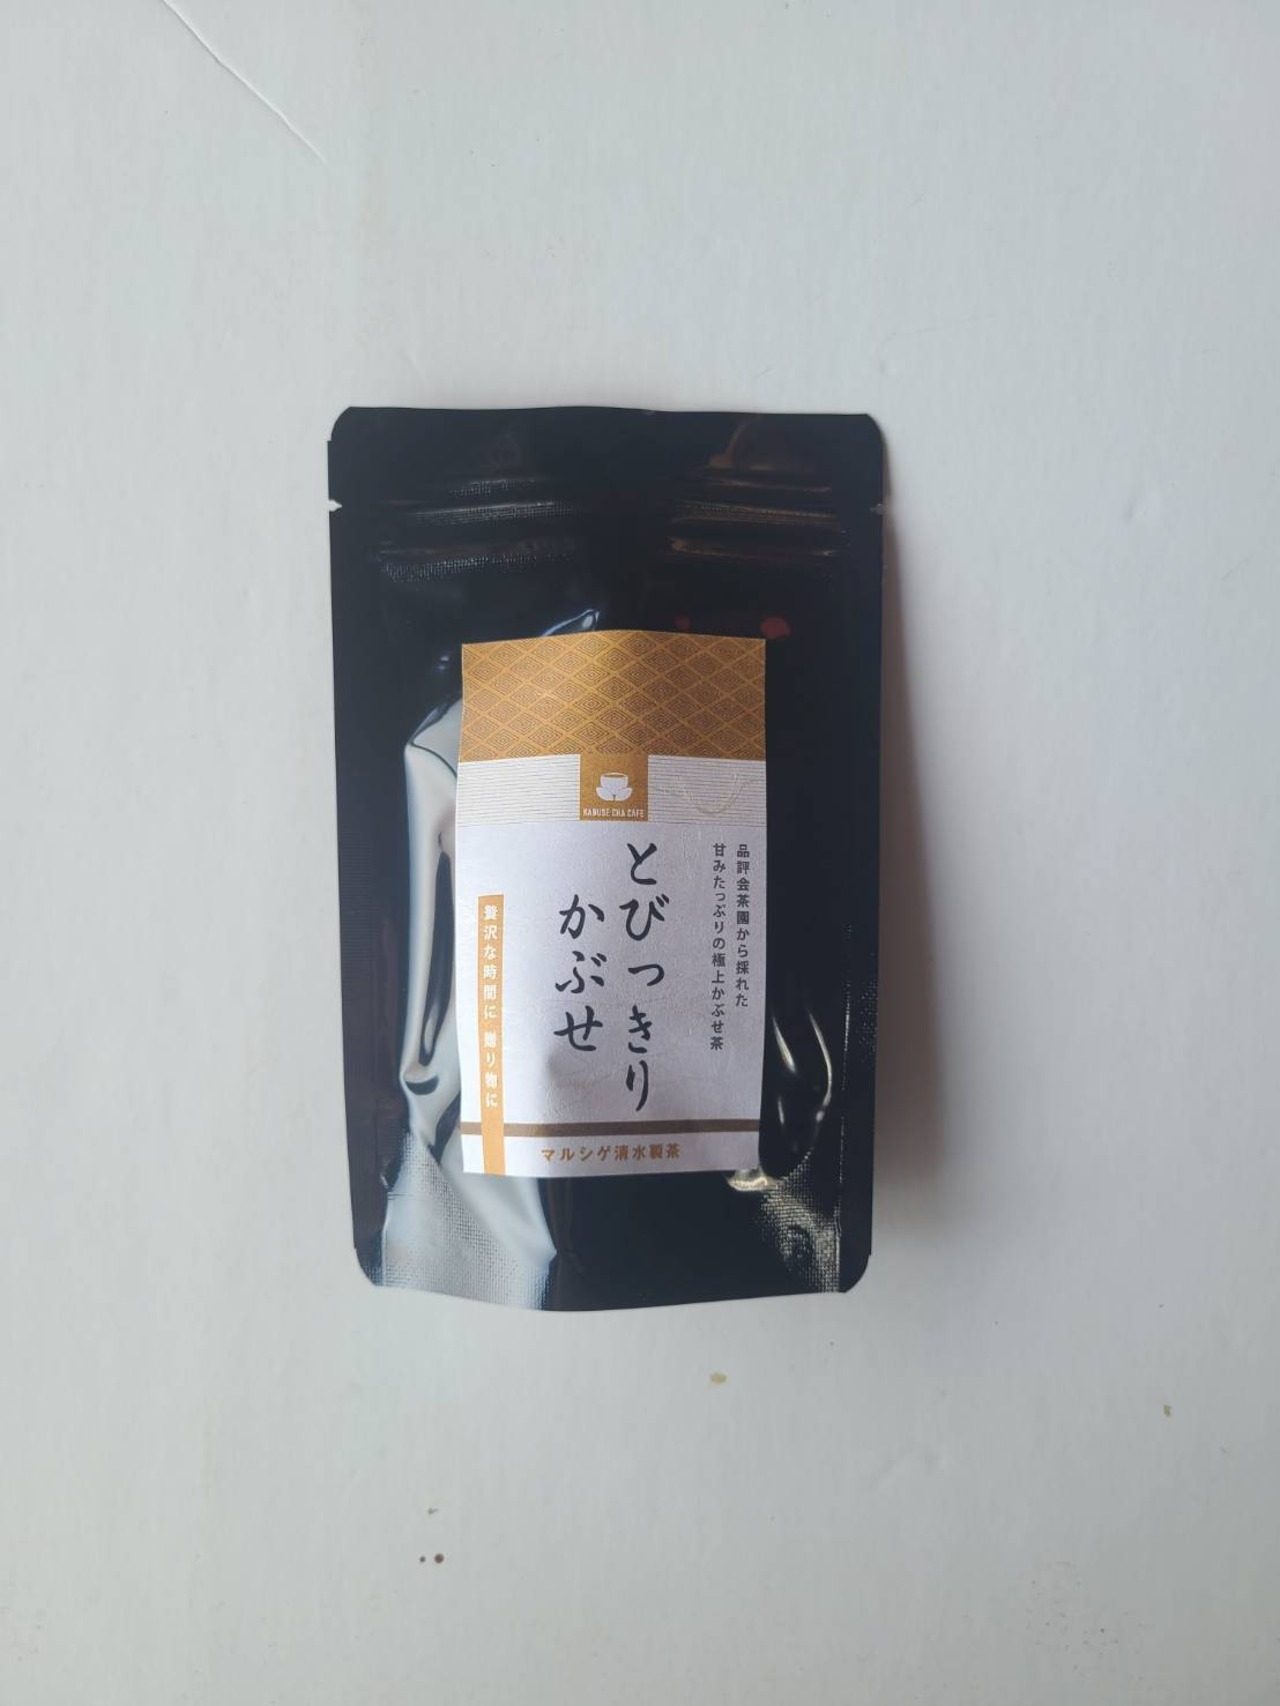 KABUSE CHA CAFE
品評会茶園から採れた
甘みたっぷりの極上かぶせ茶
とびっきり
かぶせ
贅沢な時間に 贈り物に
マルシゲ清水製茶